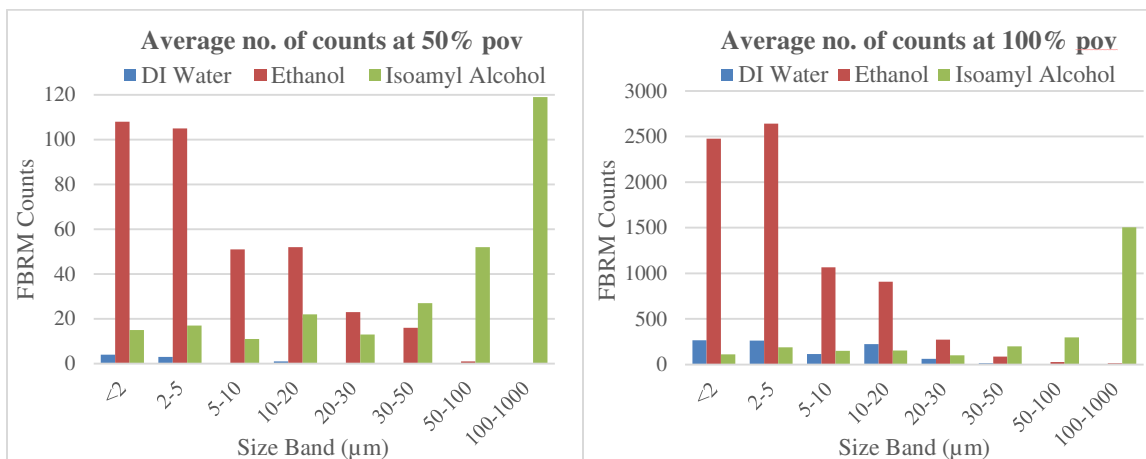 Average no. of counts at 50% pov
DI Water Ethanol Isoamyl Alcohol
FBRM Counts
120
100
80
60
40
20
0
<2 2-5 5-10 10-20 20-30 30-50 50-100 100-1000
Size Band (µm)
Average no. of counts at 100% pov
DI Water Ethanol Isoamyl Alcohol
FBRM Counts
3000
2500
2000
1500
1000
500
0
<2 2-5 5-10 10-20 20-30 30-50 50-100 100-1000
Size Band (µm)